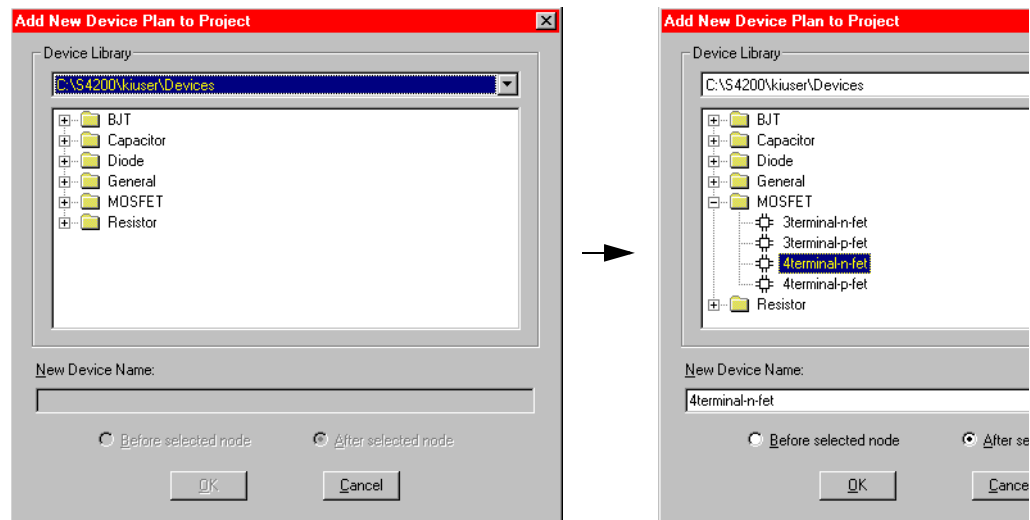 Add New Device Plan to Project
Device Library
C:\S4200\kiuser\Devices
BJT
Capacitor
Diode
General
MOSFET
Resistor
New Device Name:
Before selected node
After selected node
OK
Cancel
Add New Device Plan to Project
Device Library
C:\S4200\kiuser\Devices
BJT
Capacitor
Diode
General
MOSFET
3terminal-n-fet
3terminal-p-fet
4terminal-n-fet
4terminal-p-fet
Resistor
New Device Name:
4terminal-n-fet
Before selected node
After se
OK
Cance